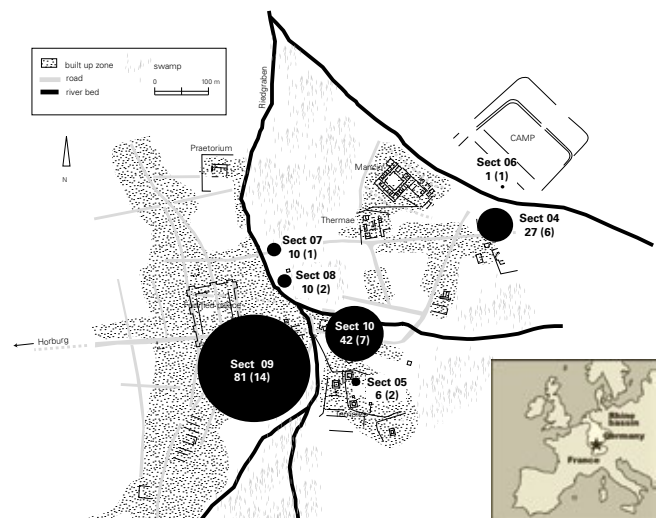 built up zone
road
river bed
swamp
0 100 m
N
Riedgraben
Praetorium
CAMP
Sect 06
1 (1)
Thermae
Sect 04
27 (6)
Sect 07
10 (1)
Sect 08
10 (2)
Horburg
Sect 10
42 (7)
Sect 09
81 (14)
Sect 05
6 (2)
Rhine
bassin
Germany
France